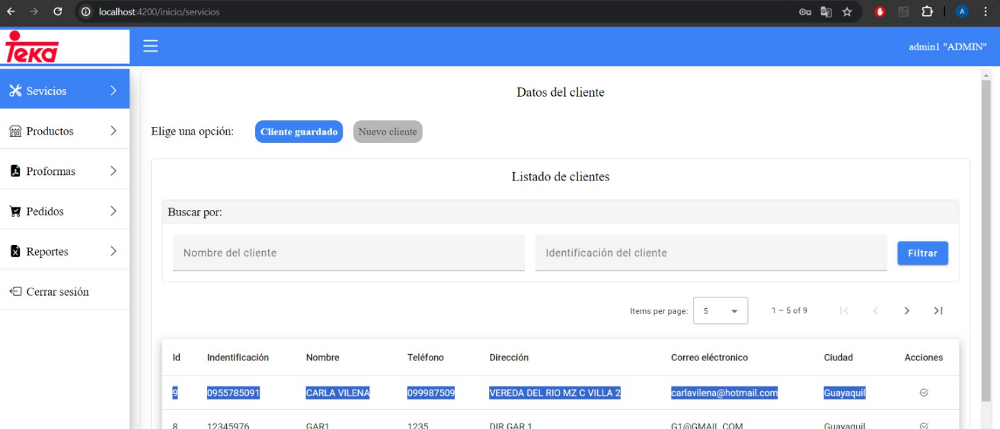 localhost:4200/inicio/servicios
A
Teka
admin1 "ADMIN"
Sevicios
Productos
Proformas
Pedidos
Reportes
Cerrar sesión
Datos del cliente
Elige una opción: Cliente guardado Nuevo cliente
Listado de clientes
Buscar por:
Nombre del cliente Identificación del cliente Filtrar
Items per page: 5 1 – 5 of 9
Id Indentificación Nombre Teléfono Dirección Correo eléctronico Ciudad Acciones
9 0955785091 CARLA VILENA 099987509 VEREDA DEL RIO MZ C VILLA 2 carlavilena@hotmail.com Guayaquil
8 12345976 GAR1 1235 DIR GAR 1 G1@GMAIL.COM Guayaquil